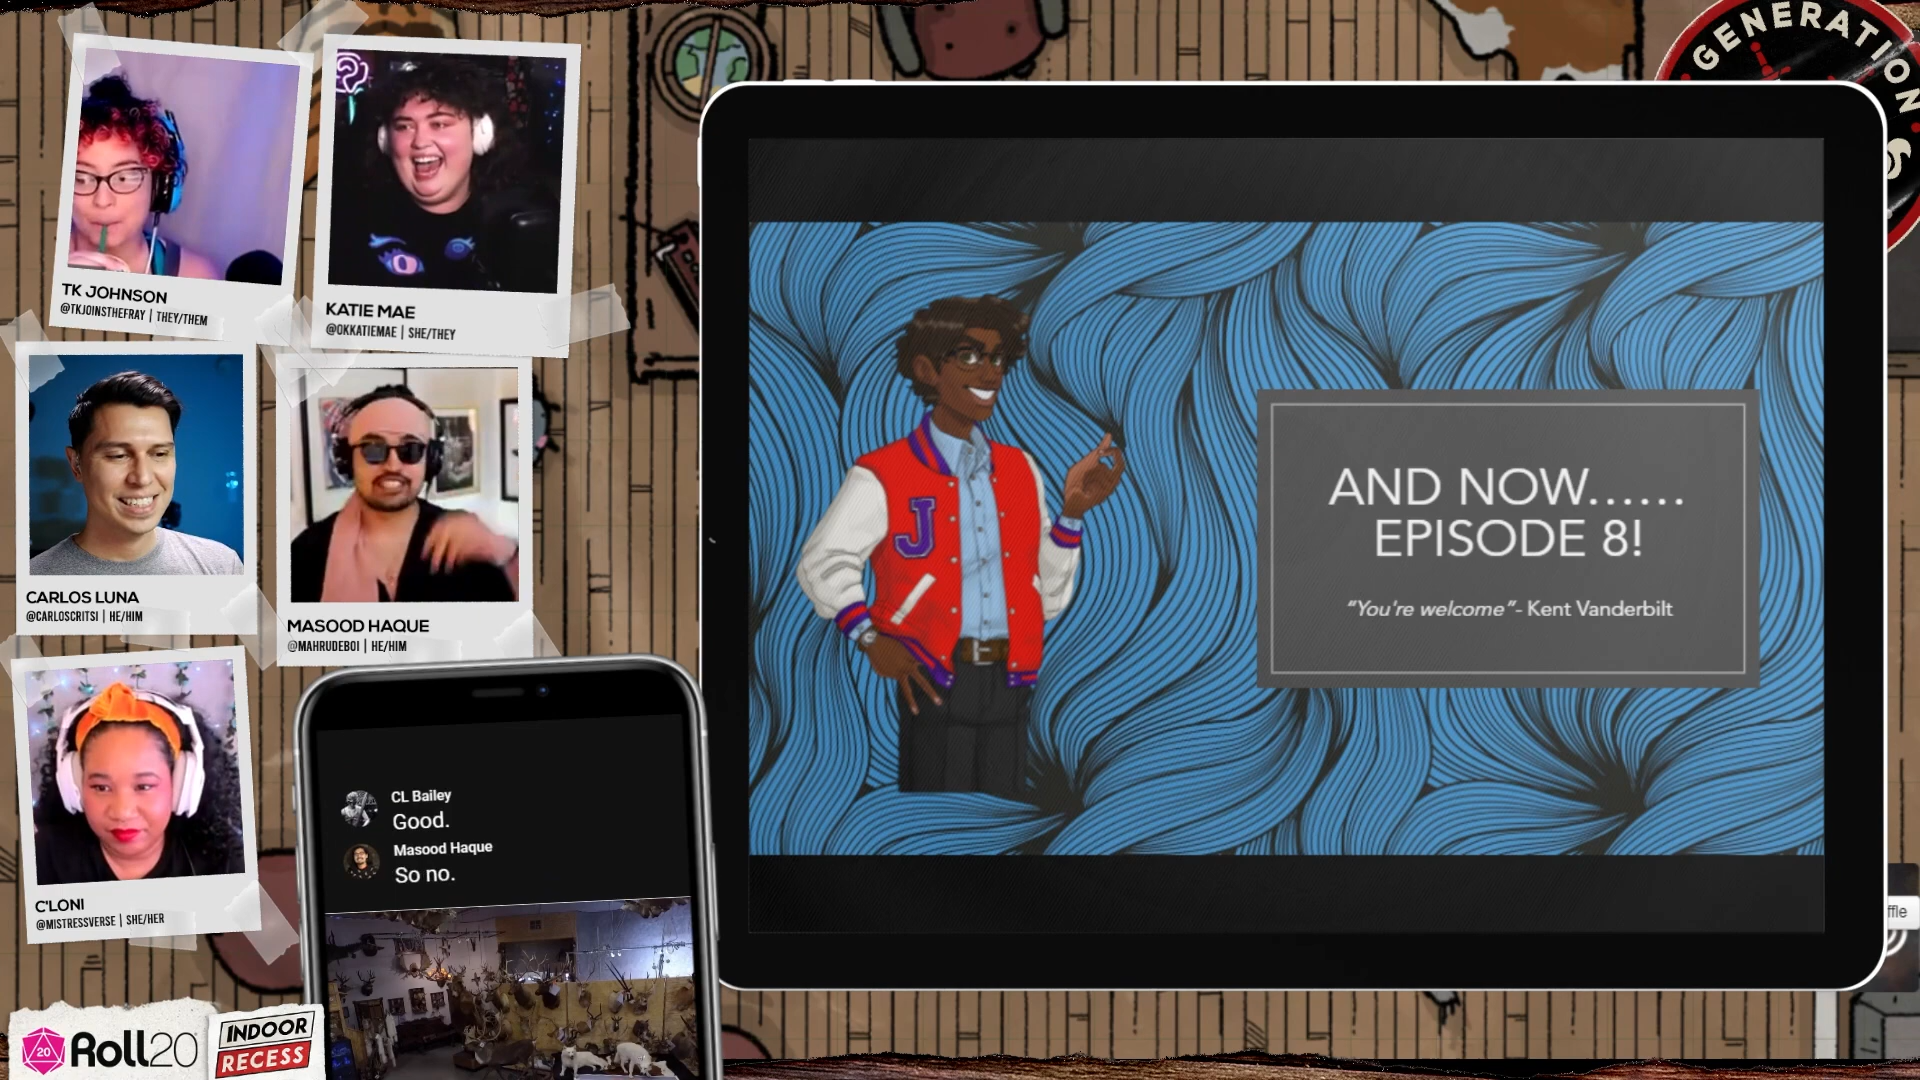 TK JOHNSON
@TKJOINSTHEFRAY | THEY/THEM
KATIE MAE
@OKKATIEMAE | SHE/THEY
CARLOS LUNA
@CARLOSCRITSI | HE/HIM
MASOOD HAQUE
@MAHRUDEBOI | HE/HIM
C'LONI
@MISTRESSVERSE | SHE/HER
CL Bailey
Good.
Masood Haque
So no.
20
Roll20
INDOOR
RECESS
GENERATION
S
J
AND NOW......
EPISODE 8!
“You're welcome”- Kent Vanderbilt